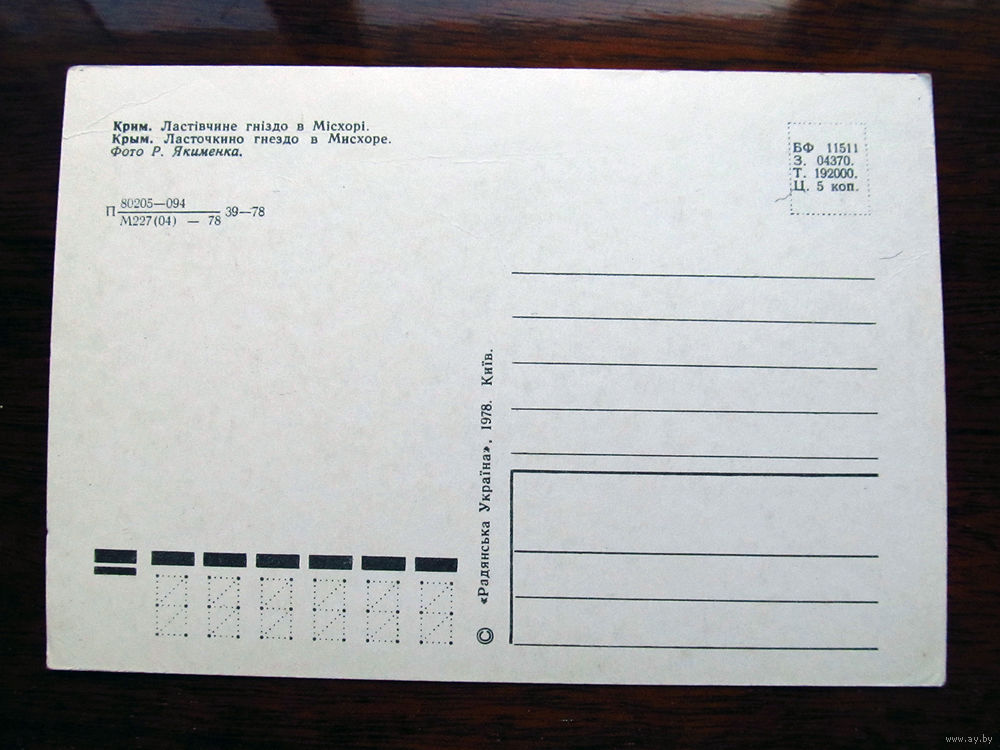 Крим. Ластівчине гніздо в Місхорі.
Крым. Ласточкино гнездо в Мисхоре.
Фото Р. Якименка.
П 80205—094 39—78
М227(04) — 78
БФ 11511
З. 04370.
Т. 192000.
Ц. 5 коп.
© «Радянська Україна», 1978. Київ.
www.ay.by